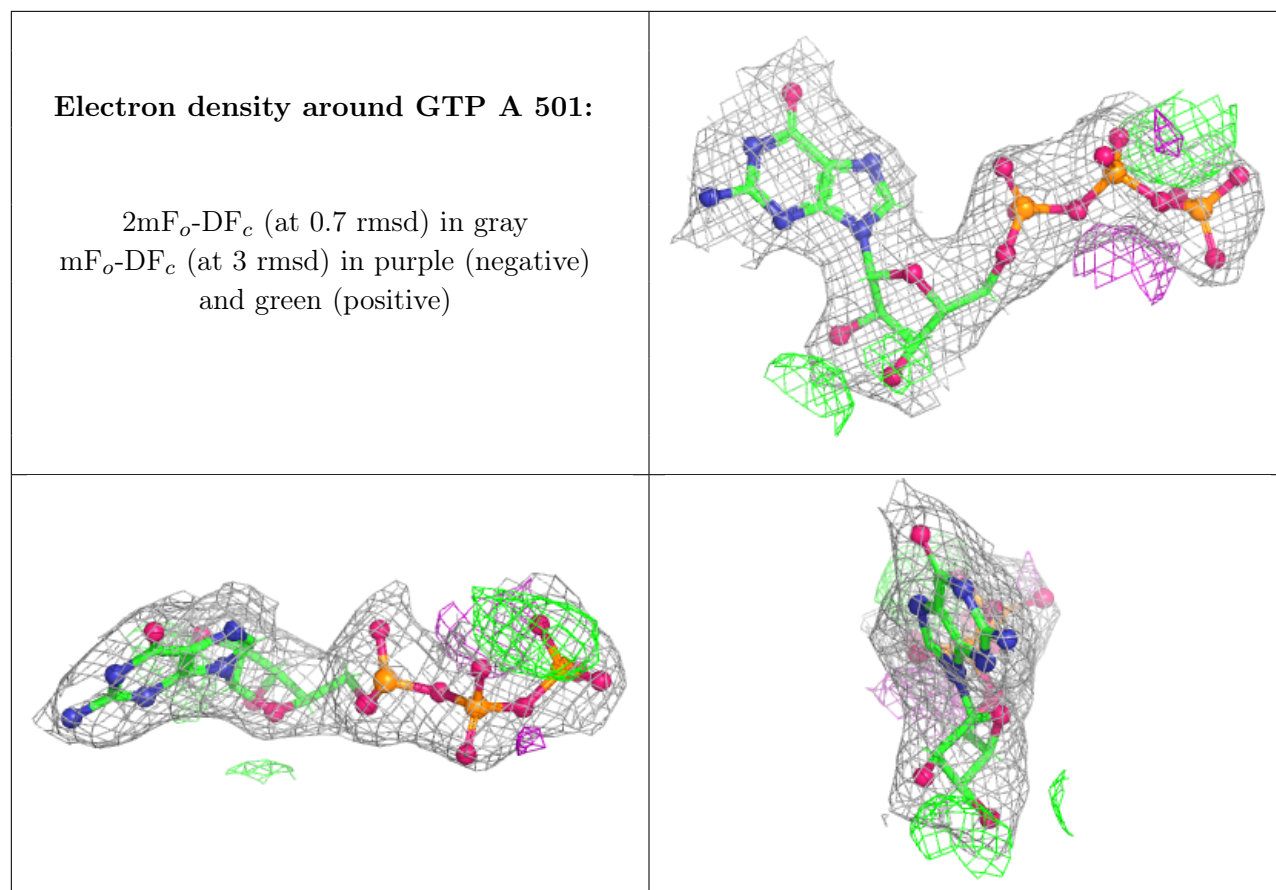 Electron density around GTP A 501:
2mFo-DFc (at 0.7 rmsd) in gray
mFo-DFc (at 3 rmsd) in purple (negative)
and green (positive)